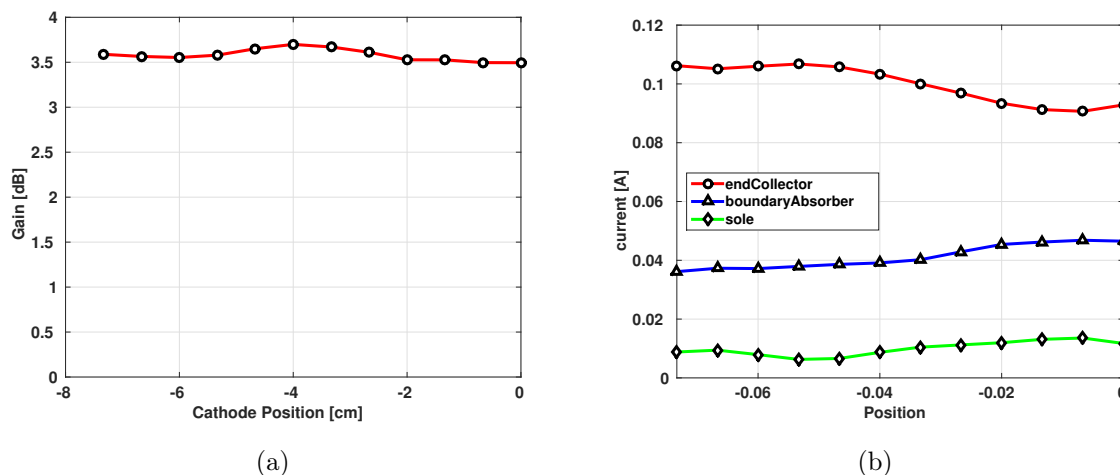 4
3.5
3
2.5
2
1.5
1
0.5
0
Gain [dB]
-8
-6
-4
-2
0
Cathode Position [cm]
(a)
0.12
0.1
0.08
0.06
0.04
0.02
0
current [A]
endCollector
boundaryAbsorber
sole
-0.06
-0.04
-0.02
Position
(b)